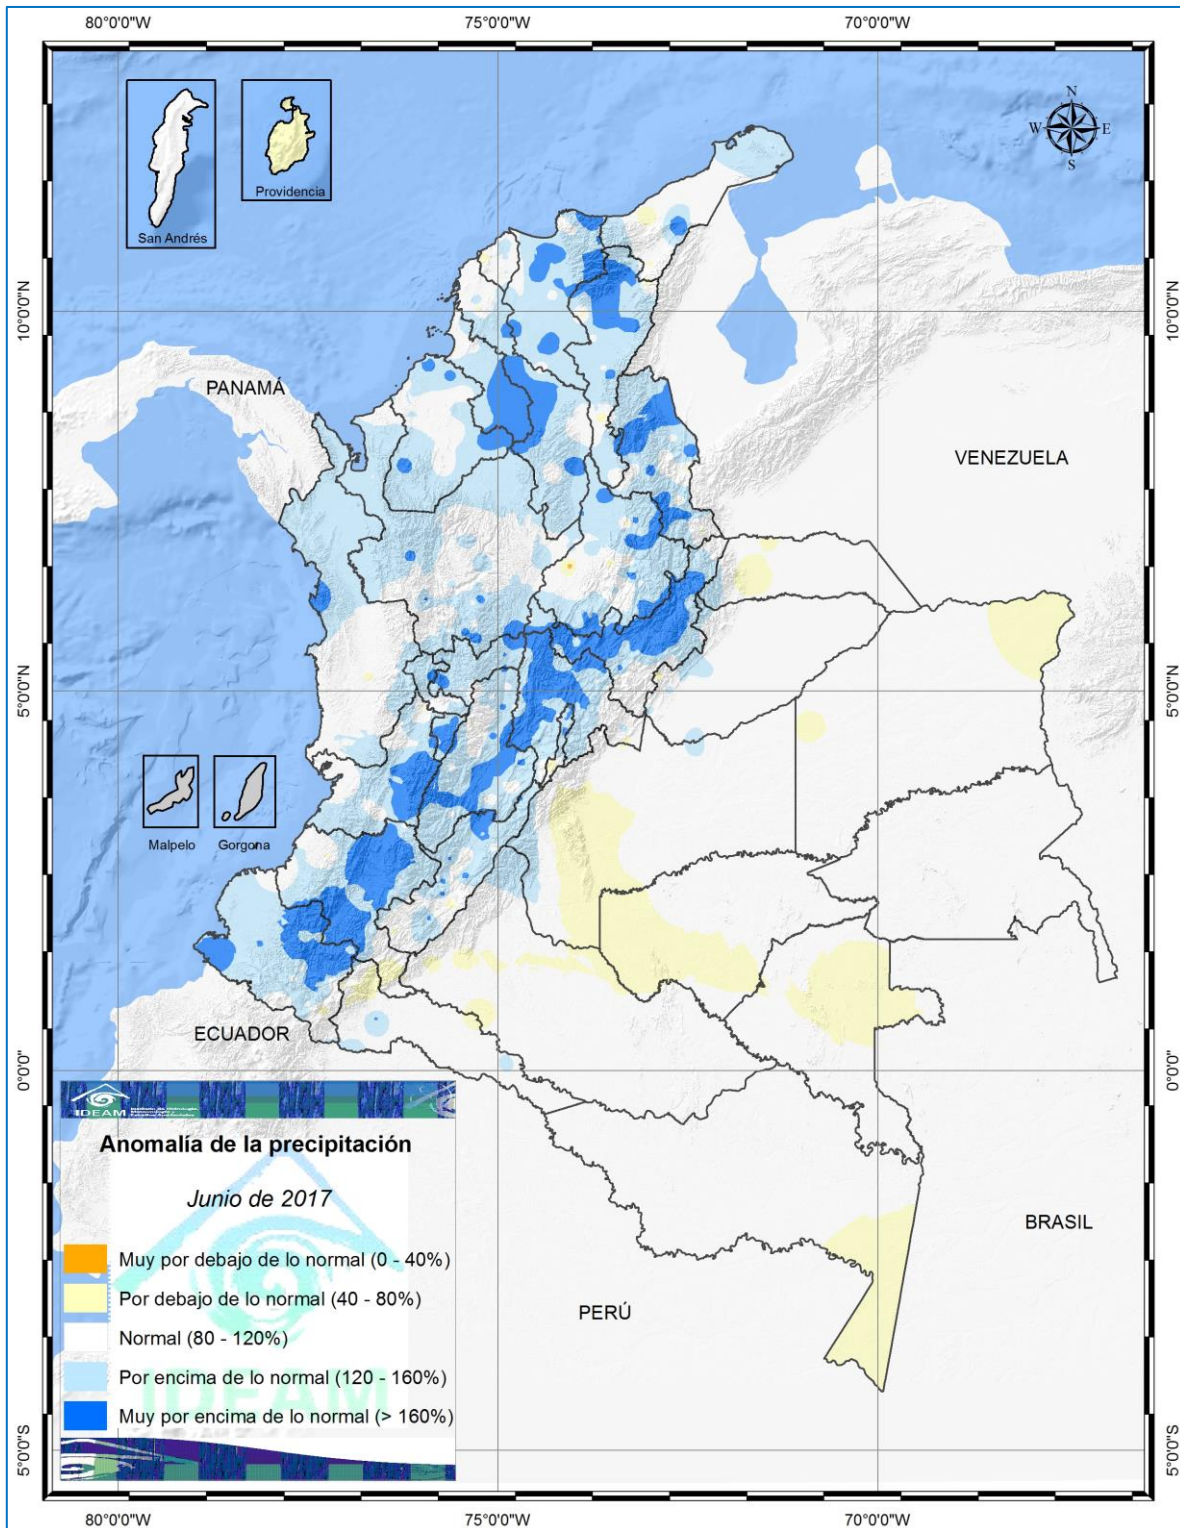 80°0'0"W 75°0'0"W 70°0'0"W
N
W E
S
San Andrés
Providencia
10°0'0"N
10°0'0"N
PANAMÁ
VENEZUELA
5°0'0"N
5°0'0"N
Malpelo
Gorgona
ECUADOR
0°0'0"
0°0'0"
IDEAM
Anomalía de la precipitación
Junio de 2017
Muy por debajo de lo normal (0 - 40%)
Por debajo de lo normal (40 - 80%)
Normal (80 - 120%)
Por encima de lo normal (120 - 160%)
Muy por encima de lo normal (> 160%)
IDEAM
BRASIL
PERÚ
5°0'0"S
5°0'0"S
80°0'0"W 75°0'0"W 70°0'0"W